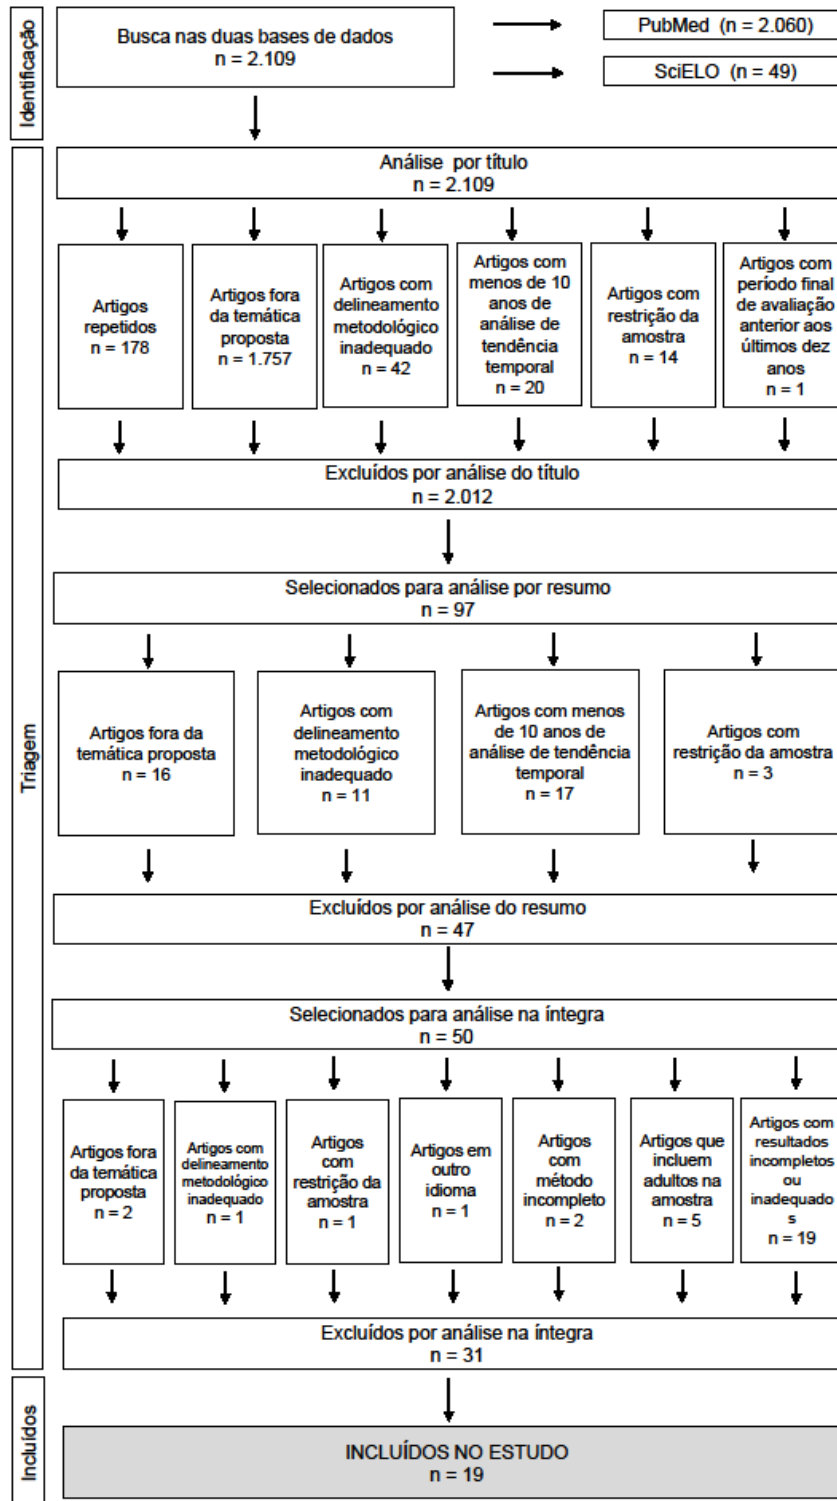 Identificação
Busca nas duas bases de dados
n = 2.109
PubMed (n = 2.060)
SciELO (n = 49)
Triagem
Análise por título
n = 2.109
Artigos
repetidos
n = 178
Artigos fora
da temática
proposta
n = 1.757
Artigos com
delineamento
metodológico
inadequado
n = 42
Artigos com
menos de 10
anos de
análise de
tendência
temporal
n = 20
Artigos com
restrição da
amostra
n = 14
Artigos com
período final
de avaliação
anterior aos
últimos dez
anos
n = 1
Excluídos por análise do título
n = 2.012
Selecionados para análise por resumo
n = 97
Artigos fora da
temática proposta
n = 16
Artigos com
delineamento
metodológico
inadequado
n = 11
Artigos com menos
de 10 anos de
análise de tendência
temporal
n = 17
Artigos com
restrição da amostra
n = 3
Excluídos por análise do resumo
n = 47
Selecionados para análise na íntegra
n = 50
Artigos fora
da temática
proposta
n = 2
Artigos com
delineamento
metodológico
inadequado
n = 1
Artigos
com
restrição da
amostra
n = 1
Artigos em
outro
idioma
n = 1
Artigos
com
método
incompleto
n = 2
Artigos que
incluem
adultos na
amostra
n = 5
Artigos com
resultados
incompletos
ou
inadequado
s
n = 19
Excluídos por análise na íntegra
n = 31
Incluídos
INCLUÍDOS NO ESTUDO
n = 19